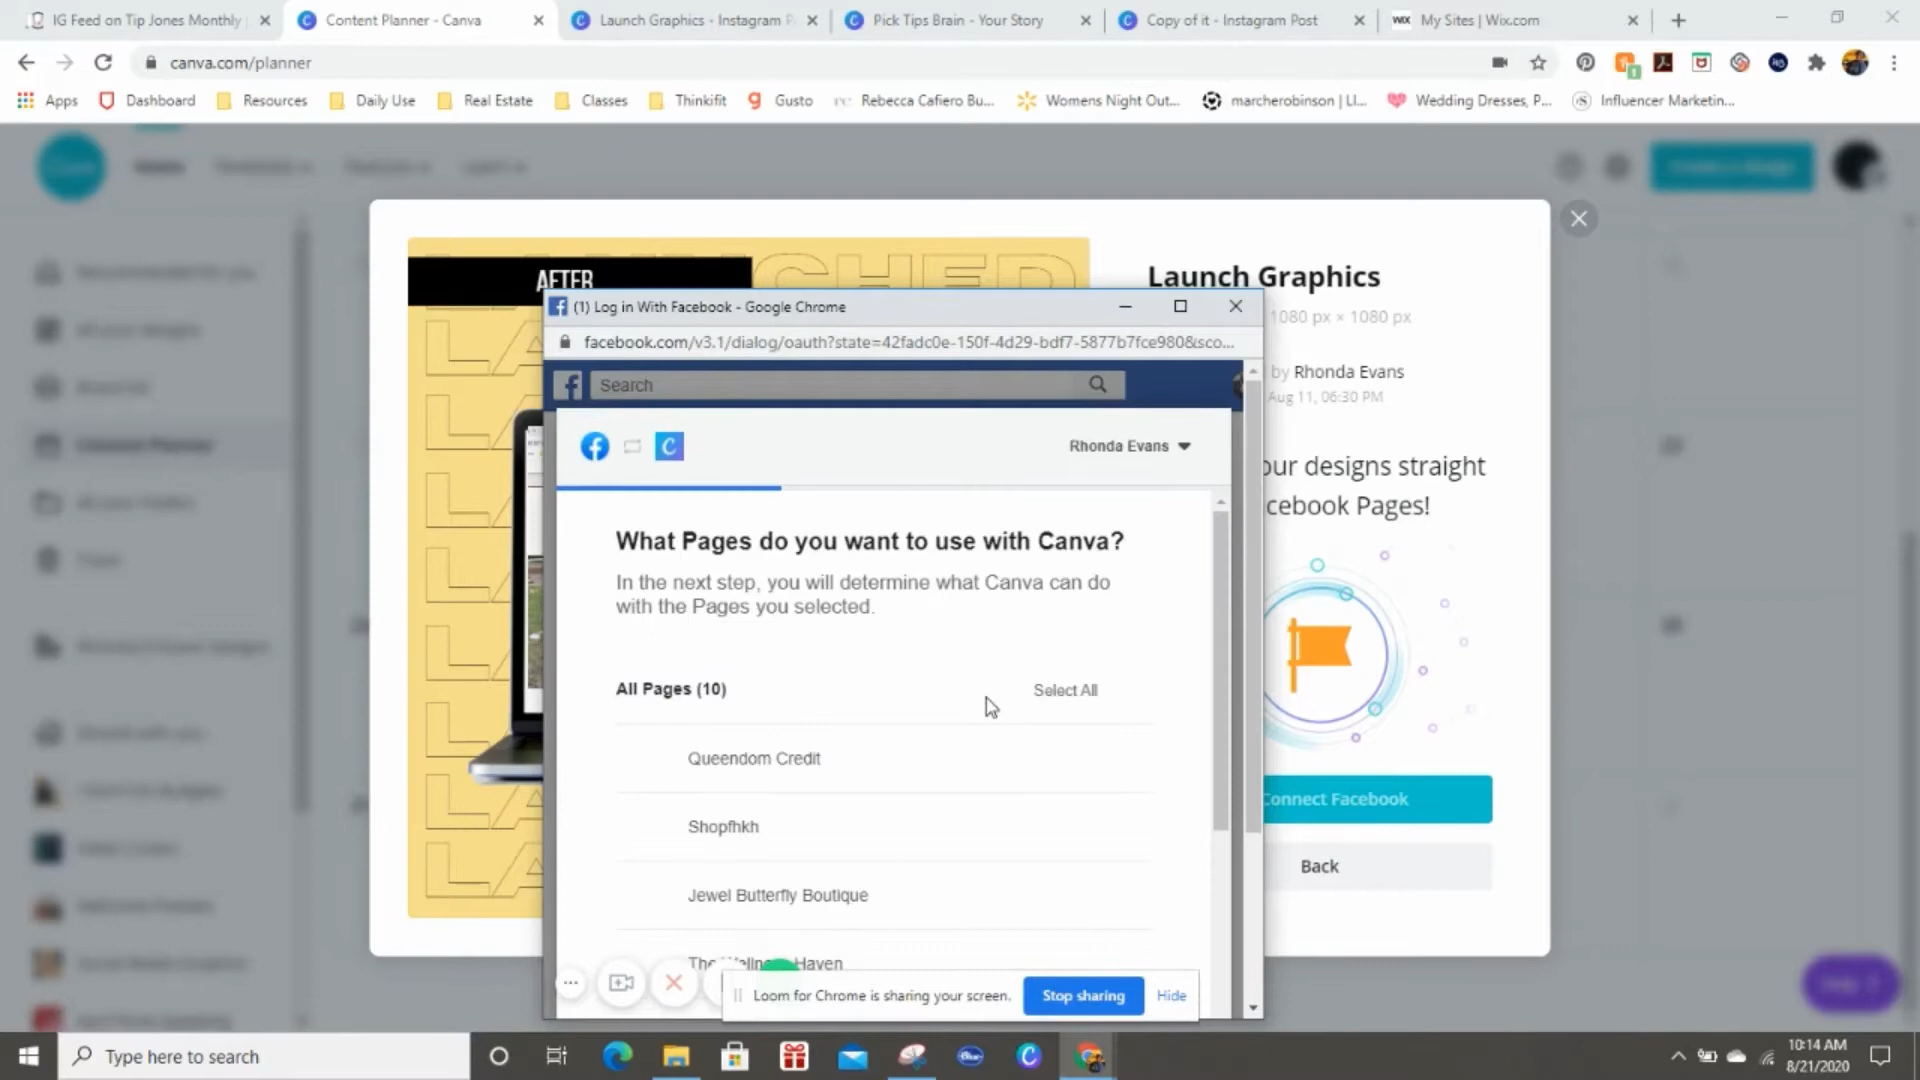 IG Feed on Tip Jones Monthly
Content Planner - Canva
Launch Graphics - Instagram P
Pick Tips Brain - Your Story
Copy of it - Instagram Post
WIX My Sites | Wix.com
canva.com/planner
Apps
Dashboard
Resources
Daily Use
Real Estate
Classes
Thinkifit
Gusto
Rebecca Cafiero Bu...
Womens Night Out...
marcherobinson | LI...
Wedding Dresses, P...
Influencer Marketin...
AFTER
Launch Graphics
1080 px × 1080 px
by Rhonda Evans
Aug 11, 06:30 PM
our designs straight
cebook Pages!
Connect Facebook
Back
(1) Log in With Facebook - Google Chrome
facebook.com/v3.1/dialog/oauth?state=42fadc0e-150f-4d29-bdf7-5877b7fce980&sco...
Search
Rhonda Evans
What Pages do you want to use with Canva?
In the next step, you will determine what Canva can do
with the Pages you selected.
All Pages (10)
Select All
Queendom Credit
Shopfhkh
Jewel Butterfly Boutique
Haven
Loom for Chrome is sharing your screen.
Stop sharing
Hide
Type here to search
10:14 AM
8/21/2020